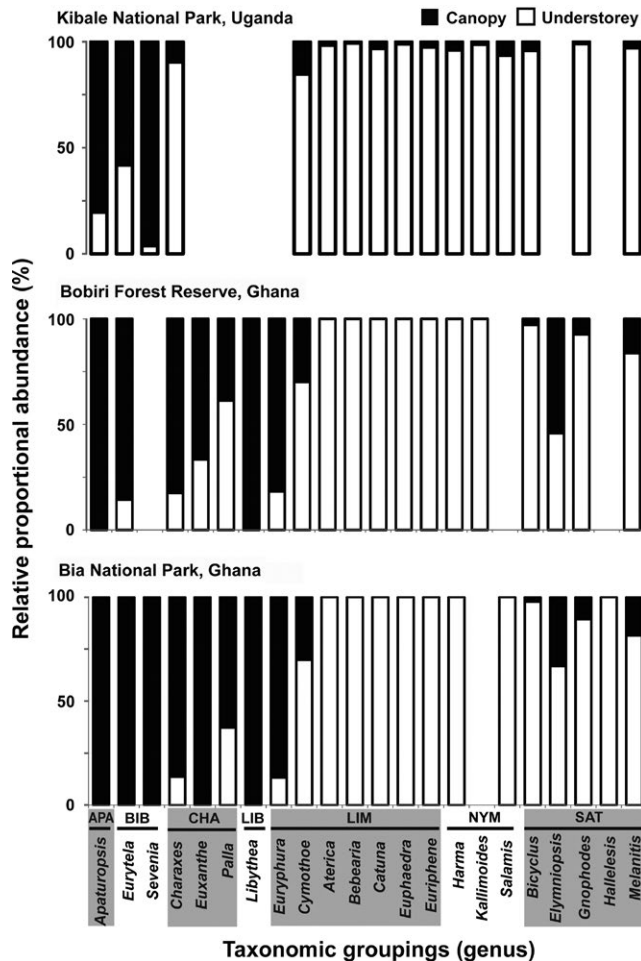 Kibale National Park, Uganda
Canopy Understorey
100
50
0
Bobiri Forest Reserve, Ghana
100
50
0
Bia National Park, Ghana
100
50
0
Relative proportional abundance (%)
APA BIB CHA LIB LIM NYM SAT
Apaturopsis
Eurytela
Sevenia
Charaxes
Euxanthe
Palla
Libythea
Euryphura
Cymothoe
Aterica
Bebearia
Catuna
Euphaedra
Euriphene
Harma
Kallimoides
Salamis
Bicyclus
Elymniopsis
Gnophodes
Hallelesis
Melanitis
Taxonomic groupings (genus)